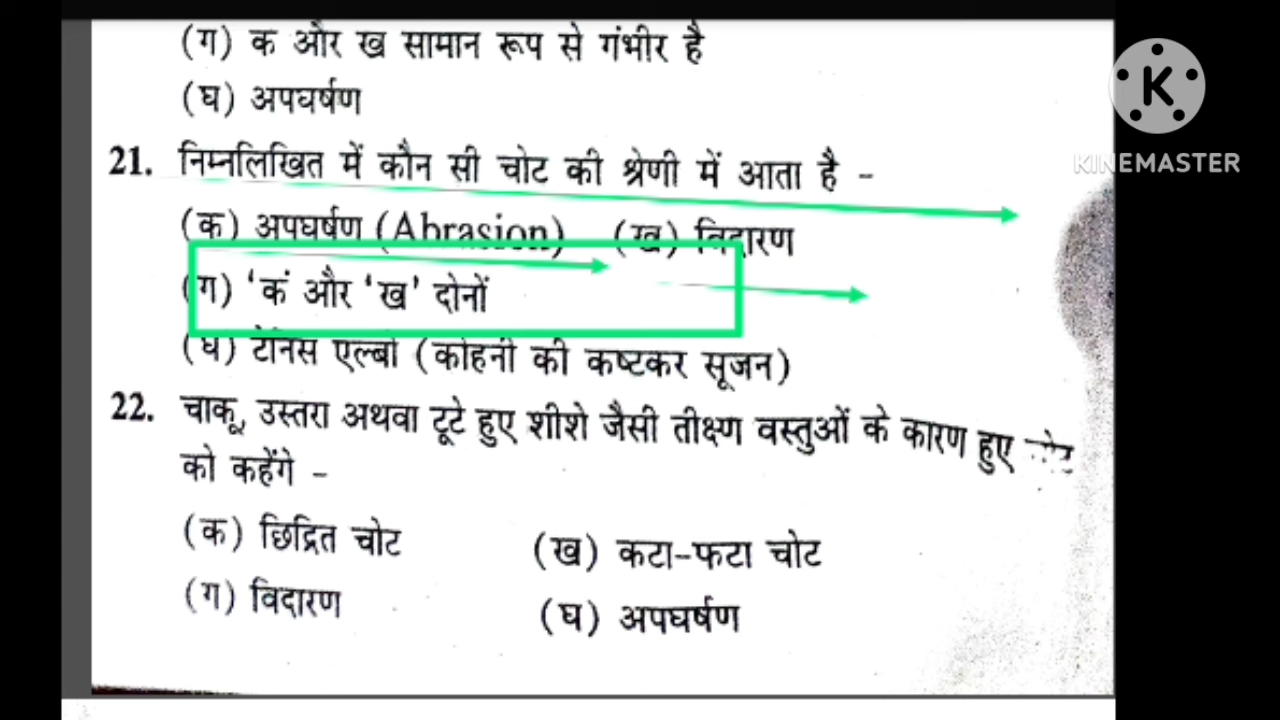 (ग) क और ख सामान रूप से गंभीर है
(घ) अपघर्षण
K
KINEMASTER
21. निम्नलिखित में कौन सी चोट की श्रेणी में आता है -
(क) अपघर्षण (Abrasion) (ख) विदारण
(ग) 'कं और 'ख' दोनों
(घ) टेनिस एल्बो (कोहनी की कष्टकर सूजन)
22. चाकू, उस्तरा अथवा टूटे हुए शीशे जैसी तीक्ष्ण वस्तुओं के कारण हुए
को कहेंगे -
(क) छिद्रित चोट (ख) कटा-फटा चोट
(ग) विदारण (घ) अपघर्षण